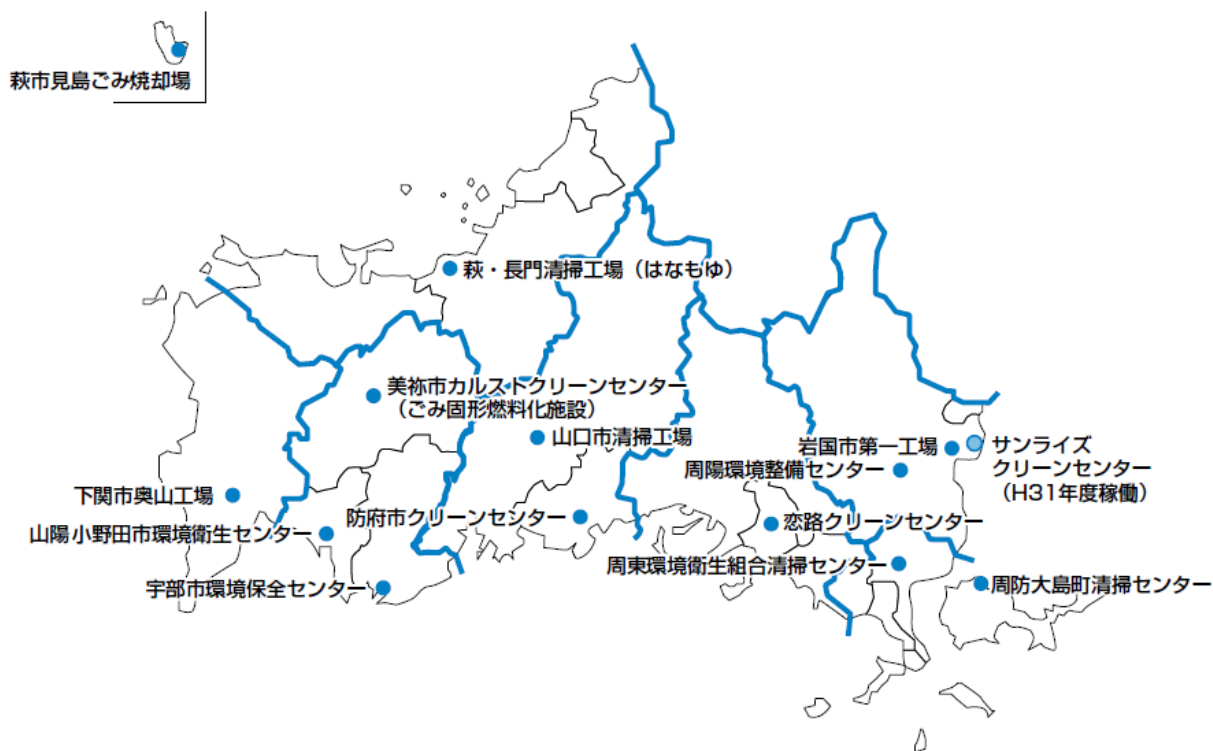 萩市見島ごみ焼却場
萩・長門清掃工場（はなもゆ）
美祢市カルストクリーンセンター
（ごみ固形燃料化施設）
山口市清掃工場
岩国市第一工場
サンライズ
クリーンセンター
（H31年度稼働）
周陽環境整備センター
下関市奥山工場
防府市クリーンセンター
恋路クリーンセンター
山陽小野田市環境衛生センター
周東環境衛生組合清掃センター
宇部市環境保全センター
周防大島町清掃センター